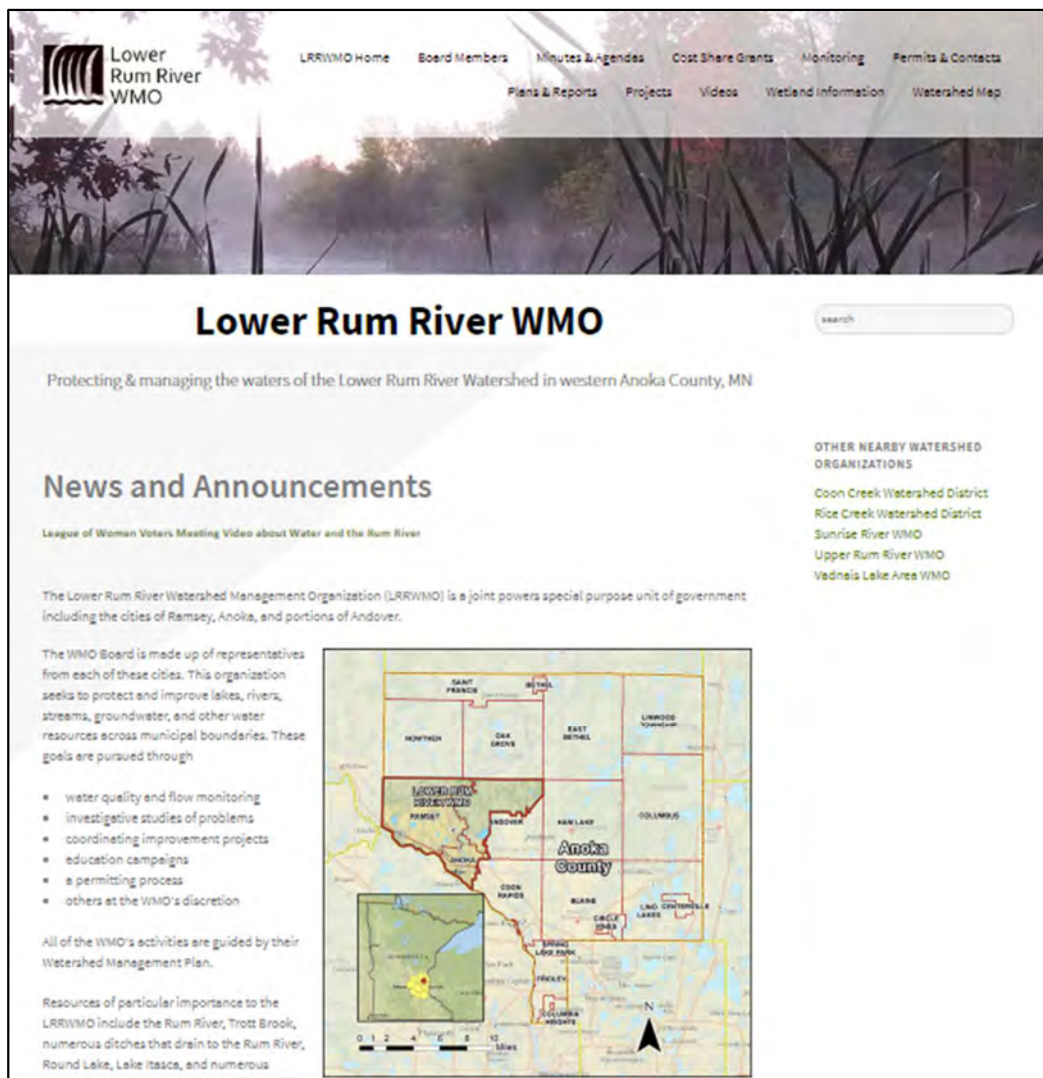 Lower
Rum River
WMO
LRRWMO Home Board Members Minutes & Agendas Cost Share Grants Monitoring Permits & Contacts
Plans & Reports Projects Videos Wetland Information Watershed Map
Lower Rum River WMO
search
Protecting & managing the waters of the Lower Rum River Watershed in western Anoka County, MN
OTHER NEARBY WATERSHED
ORGANIZATIONS
Coon Creek Watershed District
Rice Creek Watershed District
Sunrise River WMO
Upper Rum River WMO
Vadnais Lake Area WMO
News and Announcements
League of Women Voters Meeting Video about Water and the Rum River
The Lower Rum River Watershed Management Organization (LRRWMO) is a joint powers special purpose unit of government
including the cities of Ramsey, Anoka, and portions of Andover.
The WMO Board is made up of representatives
from each of these cities. This organization
seeks to protect and improve lakes, rivers,
streams, groundwater, and other water
resources across municipal boundaries. These
goals are pursued through
water quality and flow monitoring
investigative studies of problems
coordinating improvement projects
education campaigns
a permitting process
others at the WMO's discretion
All of the WMO's activities are guided by their
Watershed Management Plan.
Resources of particular importance to the
LRRWMO include the Rum River, Trott Brook,
numerous ditches that drain to the Rum River,
Round Lake, Lake Itasca, and numerous
SAINT
FRANCIS
BETHEL
NOWTHEN
OAK
GROVE
EAST
BETHEL
LINWOOD
TOWNSHIP
LOWER RUM
RIVER WMO
RAMSEY
ANDOVER
HAM LAKE
COLUMBUS
ANOKA
Anoka
County
COON
RAPIDS
BLAINE
LINO
LAKES
CENTERVILLE
CIRCLE
PINES
SPRING
LAKE PARK
FRIDLEY
COLUMBIA
HEIGHTS
N
0 1 2 4 6 8 10
Miles